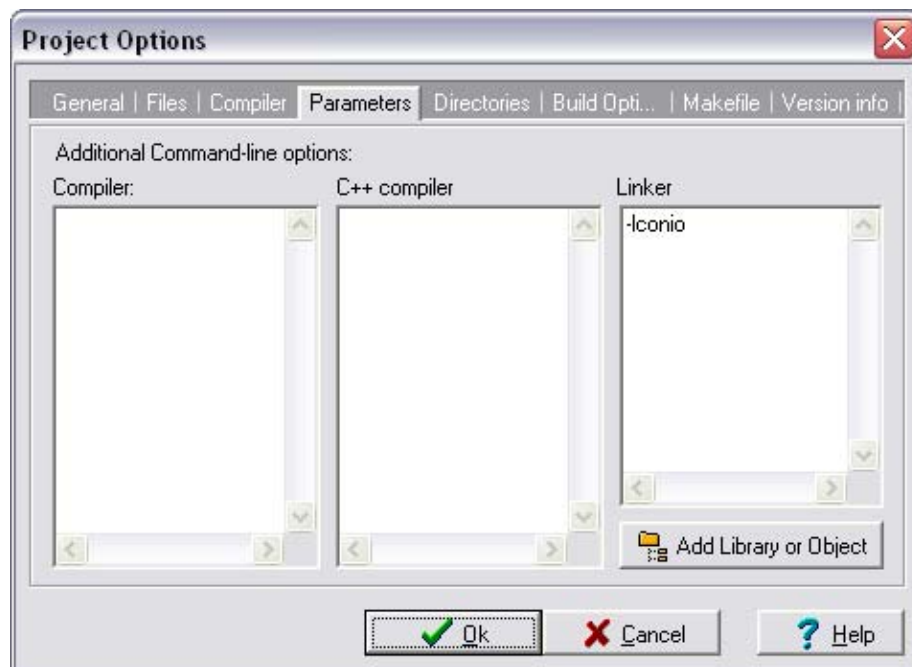 Project Options
General | Files | Compiler | Parameters | Directories | Build Opti... | Makefile | Version info |
Additional Command-line options:
Compiler: C++ compiler Linker
-lconio
Add Library or Object
Ok Cancel Help